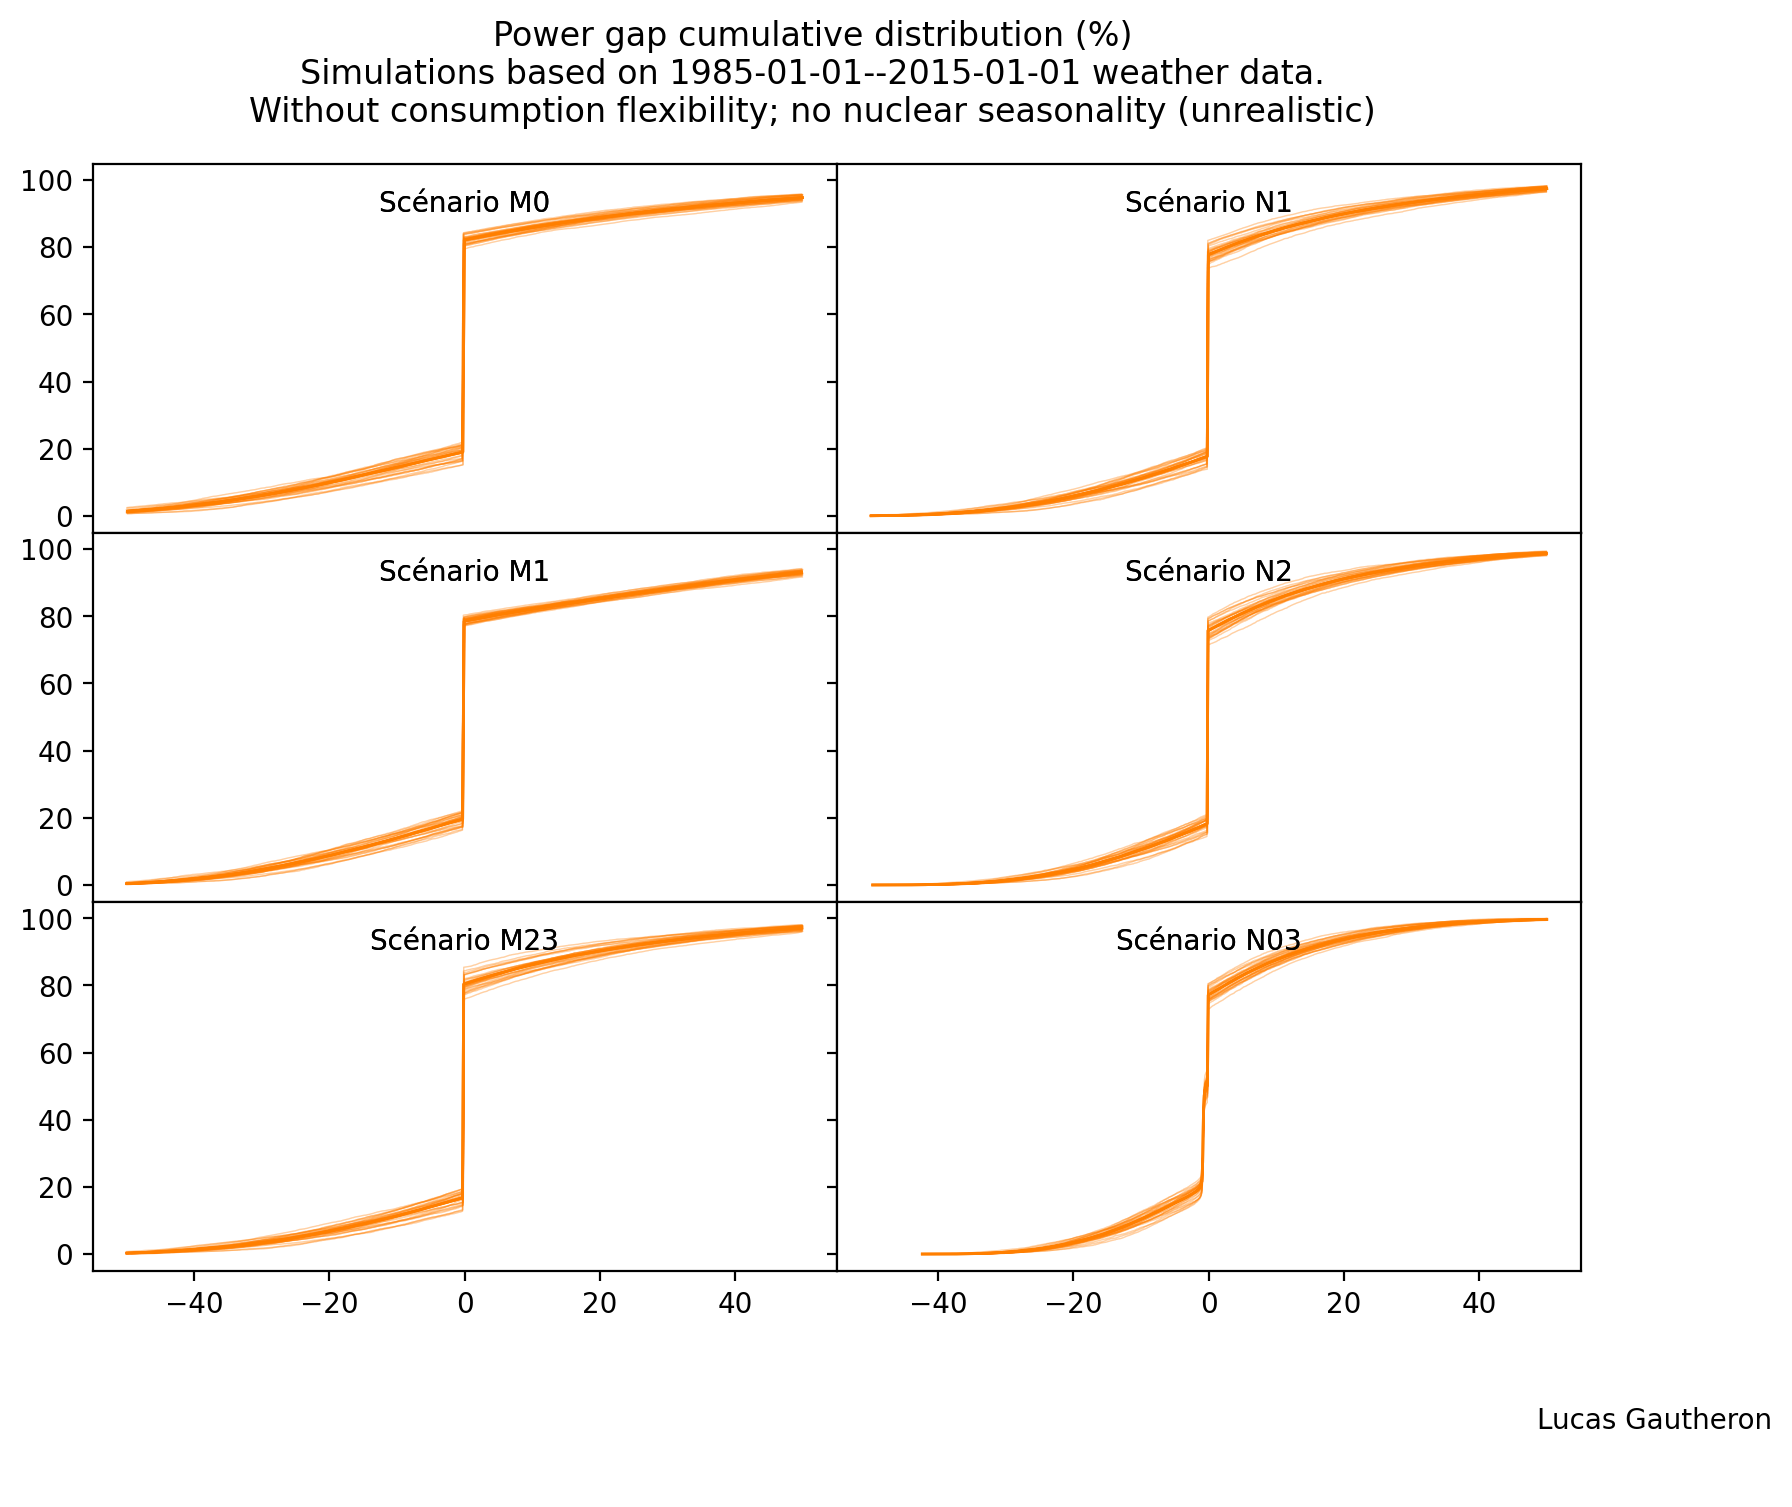 Power gap cumulative distribution (%)
Simulations based on 1985-01-01--2015-01-01 weather data.
Without consumption flexibility; no nuclear seasonality (unrealistic)
100
80
60
40
20
0
Scénario M0
Scénario N1
100
80
60
40
20
0
Scénario M1
Scénario N2
100
80
60
40
20
0
Scénario M23
Scénario N03
−40 −20 0 20 40
−40 −20 0 20 40
Lucas Gautheron